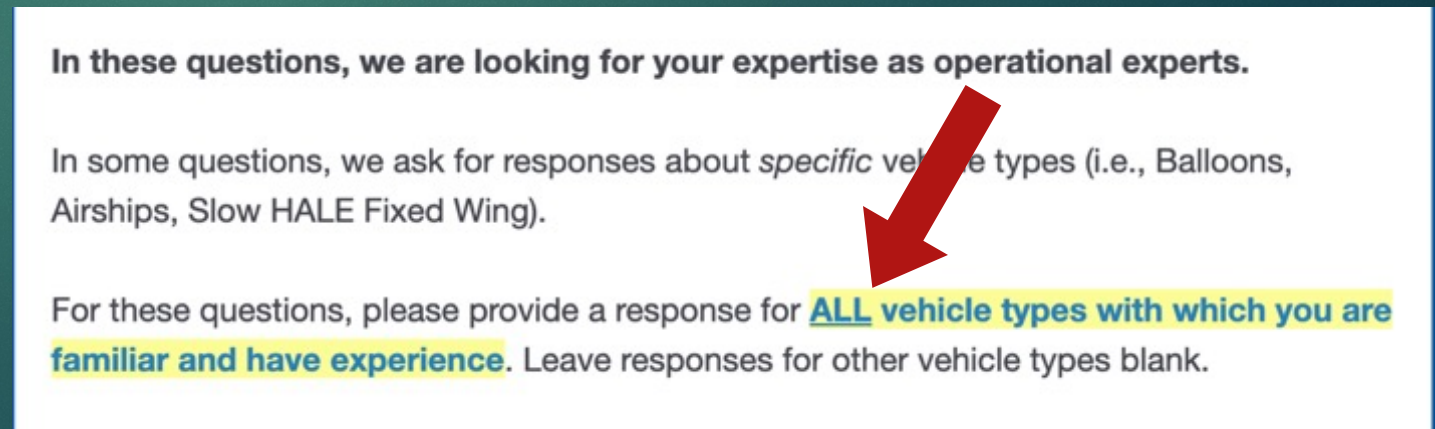 In these questions, we are looking for your expertise as operational experts.
In some questions, we ask for responses about specific vehicle types (i.e., Balloons,
Airships, Slow HALE Fixed Wing).
For these questions, please provide a response for ALL vehicle types with which you are
familiar and have experience. Leave responses for other vehicle types blank.